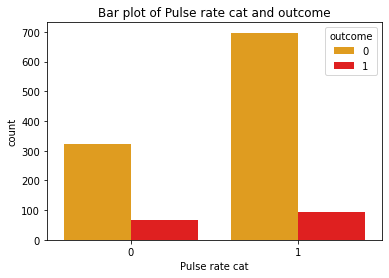 Bar plot of Pulse rate cat and outcome
outcome
0
1
700
600
500
400
300
200
100
0
count
0 1
Pulse rate cat